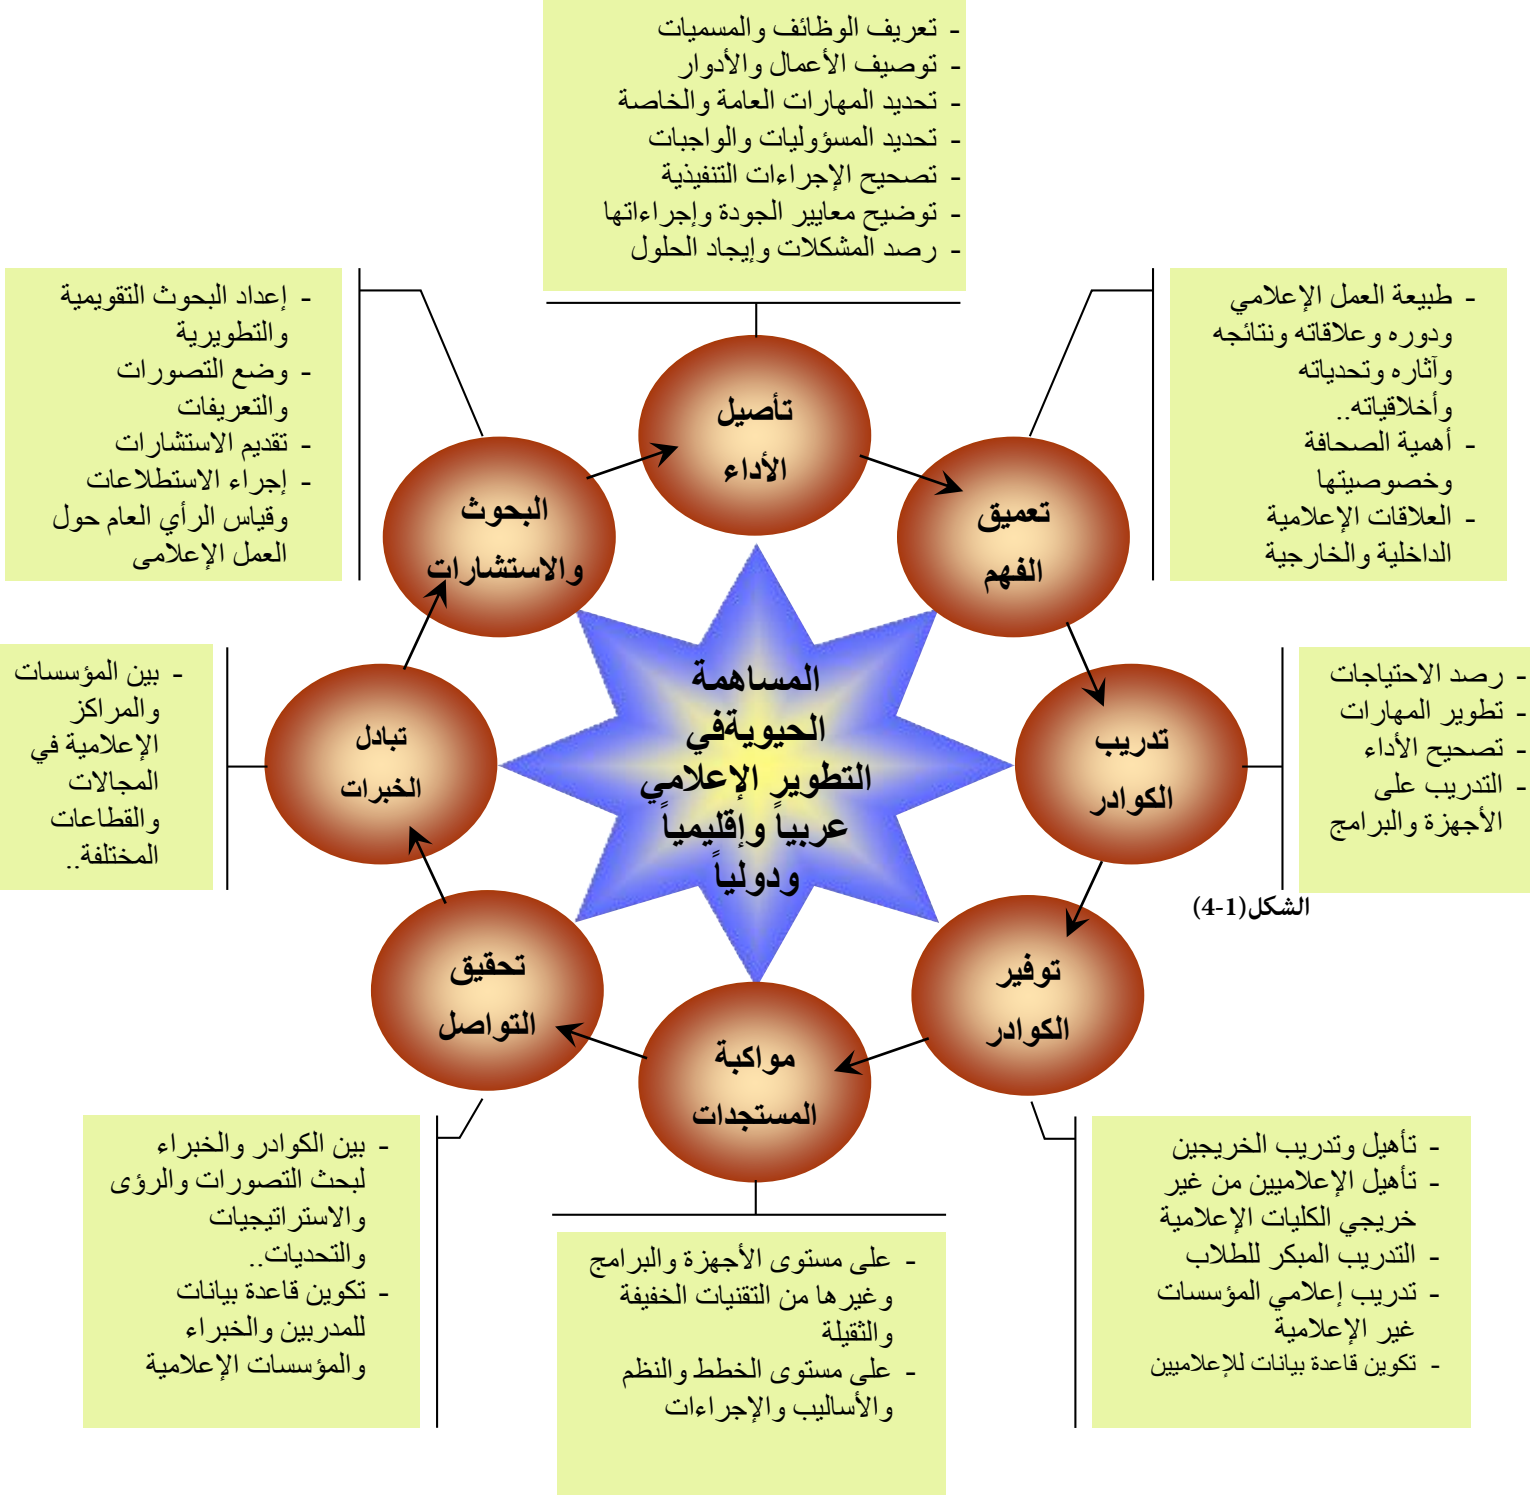 - تعريف الوظائف والمسميات
- توصيف الأعمال والأدوار
- تحديد المهارات العامة والخاصة
- تحديد المسؤوليات والواجبات
- تصحيح الإجراءات التنفيذية
- توضيح معايير الجودة وإجراءاتها
- رصد المشكلات وإيجاد الحلول
تأصيل
الأداء
- طبيعة العمل الإعلامي
ودوره وعلاقاته ونتائجه
وآثاره وتحدياته
وأخلاقياته..
- أهمية الصحافة
وخصوصيتها
- العلاقات الإعلامية
الداخلية والخارجية
تعميق
الفهم
- رصد الاحتياجات
- تطوير المهارات
- تصحيح الأداء
- التدريب على
الأجهزة والبرامج
تدريب
الكوادر
الشكل(1-4)
توفير
الكوادر
- تأهيل وتدريب الخريجين
- تأهيل الإعلاميين من غير
خريجي الكليات الإعلامية
- التدريب المبكر للطلاب
- تدريب إعلامي المؤسسات
غير الإعلامية
- تكوين قاعدة بيانات للإعلاميين
مواكبة
المستجدات
- على مستوى الأجهزة والبرامج
وغيرها من التقنيات الخفيفة
والثقيلة
- على مستوى الخطط والنظم
والأساليب والإجراءات
تحقيق
التواصل
- بين الكوادر والخبراء
لبحث التصورات والرؤى
والاستراتيجيات
والتحديات..
- تكوين قاعدة بيانات
للمدربين والخبراء
والمؤسسات الإعلامية
تبادل
الخبرات
- بين المؤسسات
والمراكز
الإعلامية في
المجالات
والقطاعات
المختلفة..
البحوث
والاستشارات
- إعداد البحوث التقويمية
والتطويرية
- وضع التصورات
والتعريفات
- تقديم الاستشارات
- إجراء الاستطلاعات
وقياس الرأي العام حول
العمل الإعلامى
المساهمة
الحيويةفي
التطوير الإعلامي
عربياً وإقليمياً
ودولياً